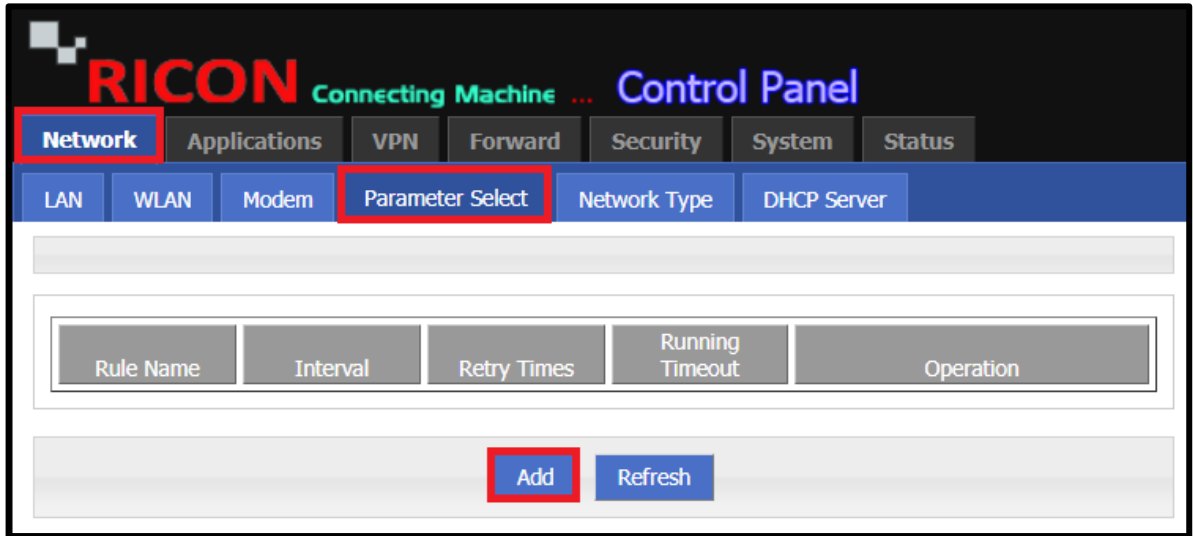 RICON Connecting Machine ... Control Panel
Network Applications VPN Forward Security System Status
LAN WLAN Modem Parameter Select Network Type DHCP Server
Rule Name Interval Retry Times Running Timeout Operation
Add Refresh